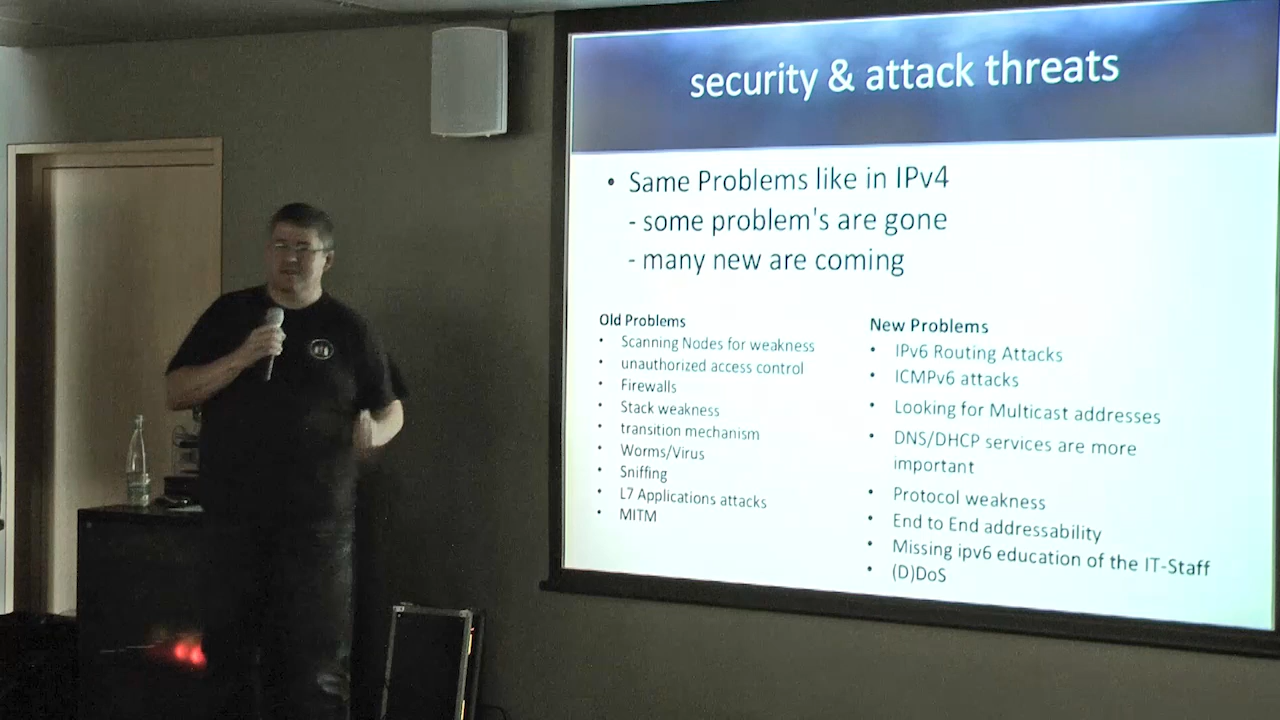 security & attack threats
• Same Problems like in IPv4
- some problem's are gone
- many new are coming
Old Problems
• Scanning Nodes for weakness
• unauthorized access control
• Firewalls
• Stack weakness
• transition mechanism
• Worms/Virus
• Sniffing
• L7 Applications attacks
• MITM
New Problems
• IPv6 Routing Attacks
• ICMPv6 attacks
• Looking for Multicast addresses
• DNS/DHCP services are more
important
• Protocol weakness
• End to End addressability
• Missing ipv6 education of the IT-Staff
• (D)DoS